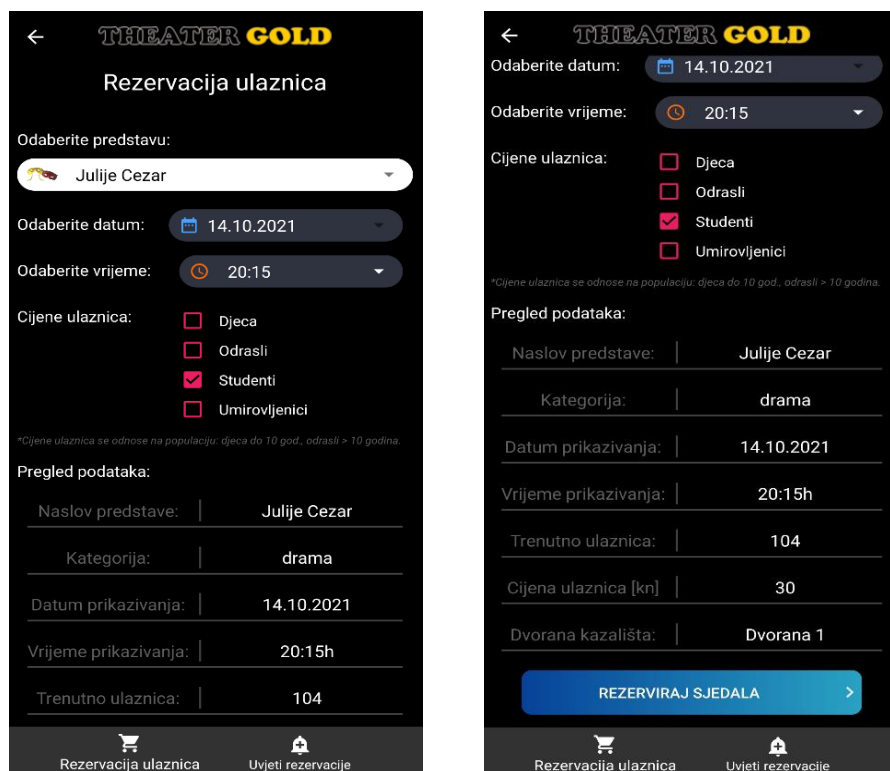 THEATER GOLD
Rezervacija ulaznica
Odaberite predstavu:
Julije Cezar
Odaberite datum: 14.10.2021
Odaberite vrijeme: 20:15
Cijene ulaznica: Djeca
Odrasli
Studenti
Umirovljenici
*Cijene ulaznica se odnose na populaciju: djeca do 10 god., odrasli > 10 godina.
Pregled podataka:
Naslov predstave: Julije Cezar
Kategorija: drama
Datum prikazivanja: 14.10.2021
Vrijeme prikazivanja: 20:15h
Trenutno ulaznica: 104
Rezervacija ulaznica Uvjeti rezervacije
THEATER GOLD
Odaberite datum: 14.10.2021
Odaberite vrijeme: 20:15
Cijene ulaznica: Djeca
Odrasli
Studenti
Umirovljenici
*Cijene ulaznica se odnose na populaciju: djeca do 10 god., odrasli > 10 godina.
Pregled podataka:
Naslov predstave: Julije Cezar
Kategorija: drama
Datum prikazivanja: 14.10.2021
Vrijeme prikazivanja: 20:15h
Trenutno ulaznica: 104
Cijena ulaznica [kn] 30
Dvorana kazališta: Dvorana 1
REZERVIRAJ SJEDALA >
Rezervacija ulaznica Uvjeti rezervacije